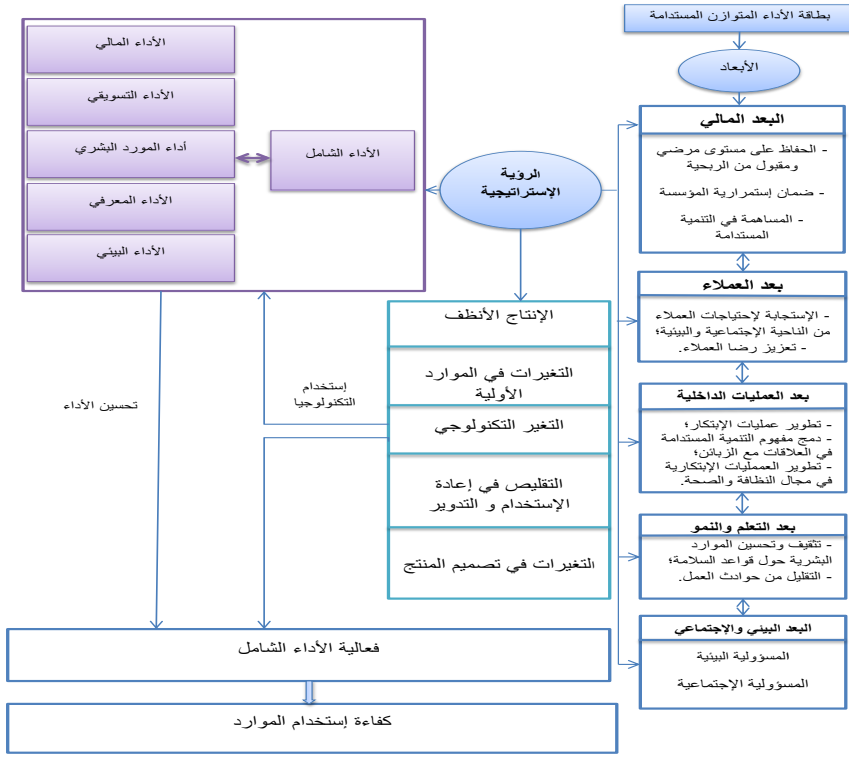 بطاقة الأداء المتوازن المستدامة
الأبعاد
البعد المالي
- الحفاظ على مستوى مرضي
ومقبول من الربحية
- ضمان إستمرارية المؤسسة
- المساهمة في التنمية
المستدامة
بعد العملاء
- الإستجابة لإحتياجات العملاء
من الناحية الإجتماعية والبيئية؛
- تعزيز رضا العملاء.
بعد العمليات الداخلية
- تطوير عمليات الإبتكار؛
- دمج مفهوم التنمية المستدامة
في العلاقات مع الزبائن؛
- تطوير العممليات الإبتكارية
في مجال النظافة والصحة.
بعد التعلم والنمو
- تثقيف وتحسين الموارد
البشرية حول قواعد السلامة؛
- التقليل من حوادث العمل.
البعد البيئي والإجتماعي
المسؤولية البيئية
المسؤولية الإجتماعية
الرؤية
الإستراتيجية
الأداء الشامل
الأداء المالي
الأداء التسويقي
أداء المورد البشري
الأداء المعرفي
الأداء البيئي
الإنتاج الأنظف
التغيرات في الموارد
الأولية
التغير التكنولوجي
التقليص في إعادة
الإستخدام و التدوير
التغيرات في تصميم المنتج
إستخدام
التكنولوجيا
تحسين الأداء
فعالية الأداء الشامل
كفاءة إستخدام الموارد